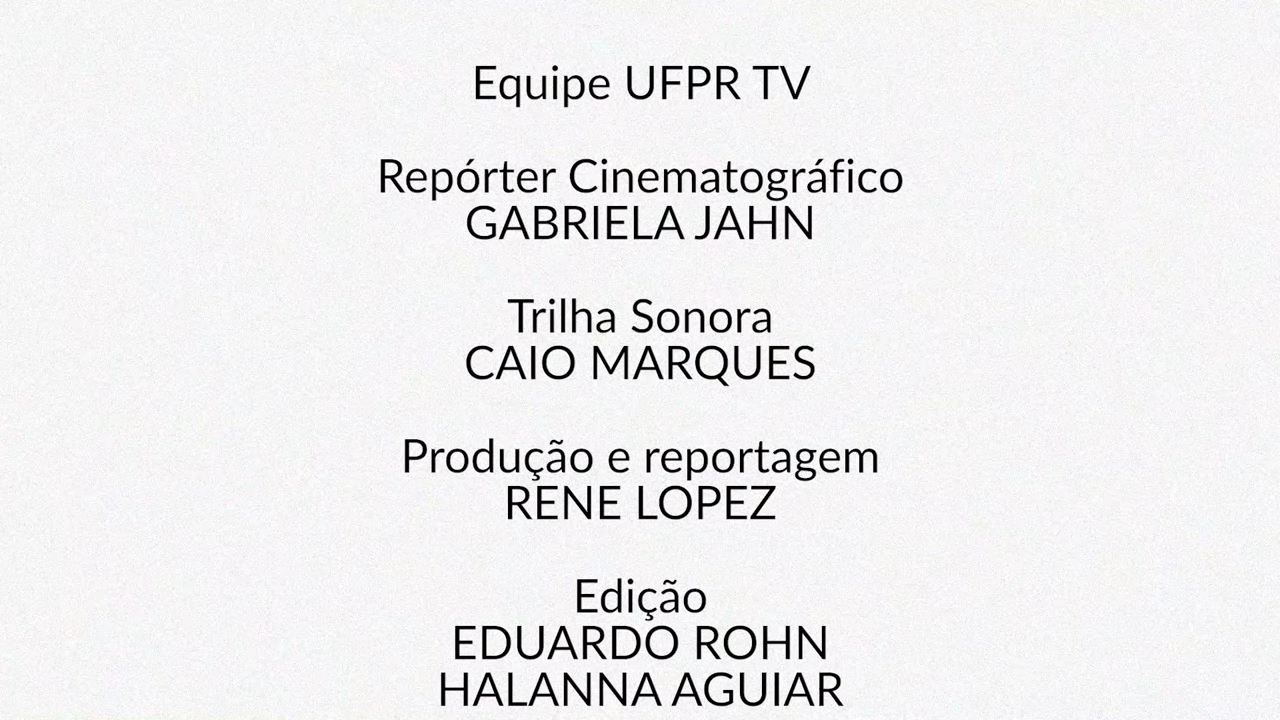 Equipe UFPR TV
Repórter Cinematográfico
GABRIELA JAHN
Trilha Sonora
CAIO MARQUES
Produção e reportagem
RENE LOPEZ
Edição
EDUARDO ROHN
HALANNA AGUIAR